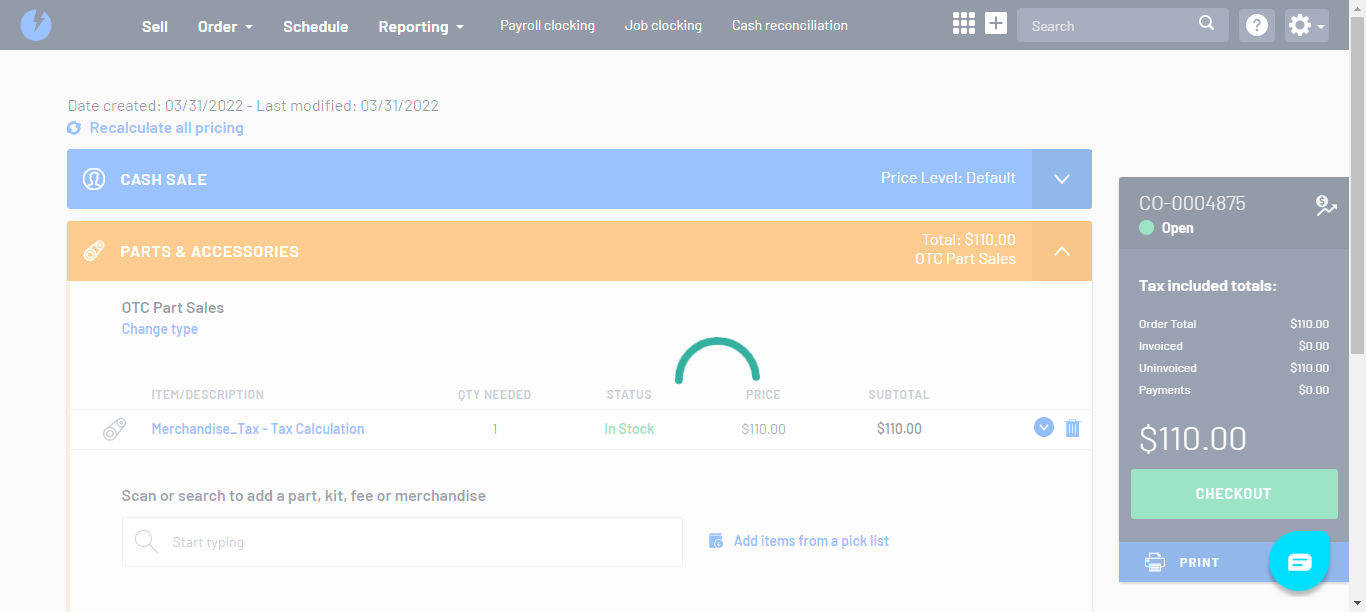 Sell Order Schedule Reporting Payroll clocking Job clocking Cash reconciliation Search ?
Date created: 03/31/2022 - Last modified: 03/31/2022
Recalculate all pricing
CASH SALE Price Level: Default
PARTS & ACCESSORIES Total: $110.00
OTC Part Sales
OTC Part Sales
Change type
ITEM/DESCRIPTION QTY NEEDED STATUS PRICE SUBTOTAL
Merchandise_Tax - Tax Calculation 1 In Stock $110.00 $110.00
Scan or search to add a part, kit, fee or merchandise
Start typing Add items from a pick list
CO-0004875
Open
Tax included totals:
Order Total $110.00
Invoiced $0.00
Uninvoiced $110.00
Payments $0.00
$110.00
CHECKOUT
PRINT